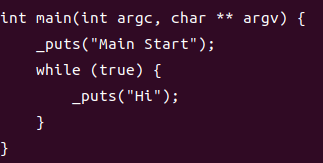 int main(int argc, char ** argv) {
    _puts("Main Start");
    while (true) {
        _puts("Hi");
    }
}